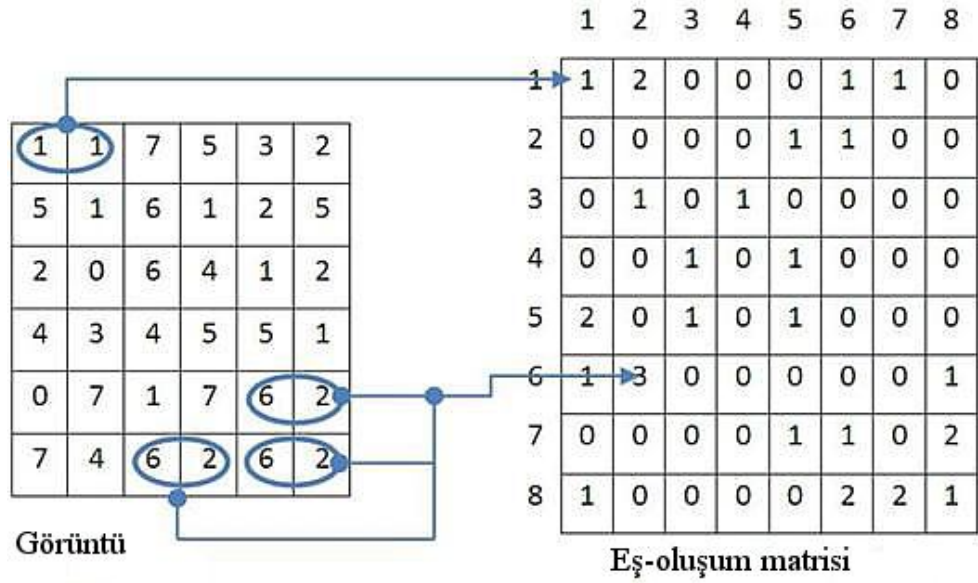 1 2 3 4 5 6 7 8
1 1 2 0 0 0 1 1 0
2 0 0 0 0 1 1 0 0
3 0 1 0 1 0 0 0 0
4 0 0 1 0 1 0 0 0
5 2 0 1 0 1 0 0 0
6 1 3 0 0 0 0 0 1
7 0 0 0 0 1 1 0 2
8 1 0 0 0 0 2 2 1
Eş-oluşum matrisi
1 1 7 5 3 2
5 1 6 1 2 5
2 0 6 4 1 2
4 3 4 5 5 1
0 7 1 7 6 2
7 4 6 2 6 2
Görüntü